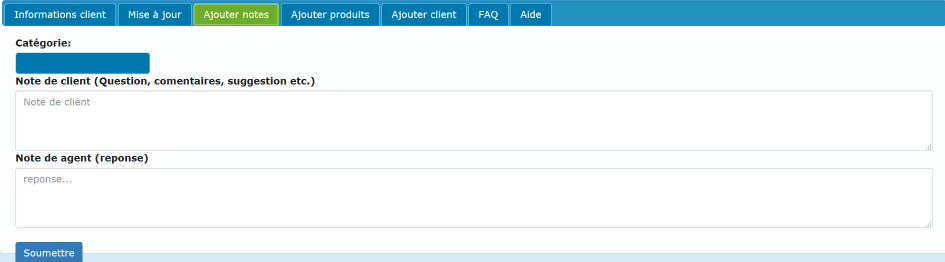 Informations client Mise à jour Ajouter notes Ajouter produits Ajouter client FAQ Aide
Catégorie:
Note de client (Question, comentaires, suggestion etc.)
Note de client
Note de agent (reponse)
reponse...
Soumettre